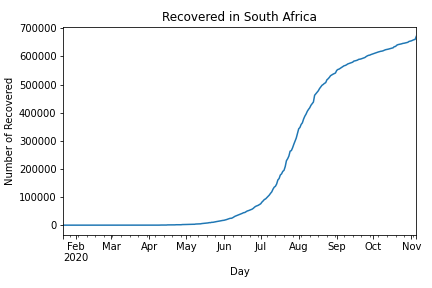 Recovered in South Africa
700000
600000
500000
400000
300000
200000
100000
0
Number of Recovered
Feb Mar Apr May Jun Jul Aug Sep Oct Nov
2020
Day